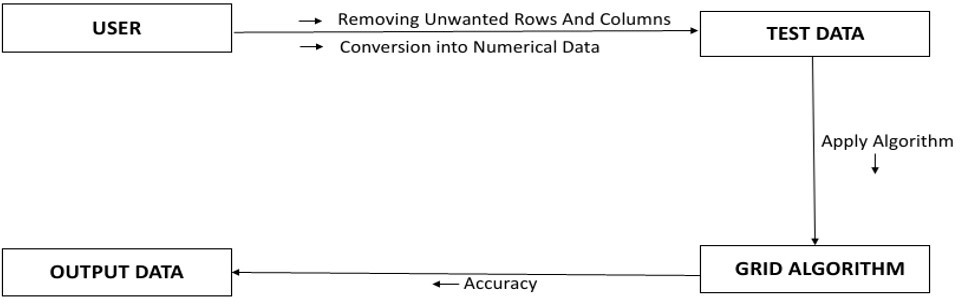 USER
Removing Unwanted Rows And Columns
Conversion into Numerical Data
TEST DATA
Apply Algorithm
GRID ALGORITHM
Accuracy
OUTPUT DATA